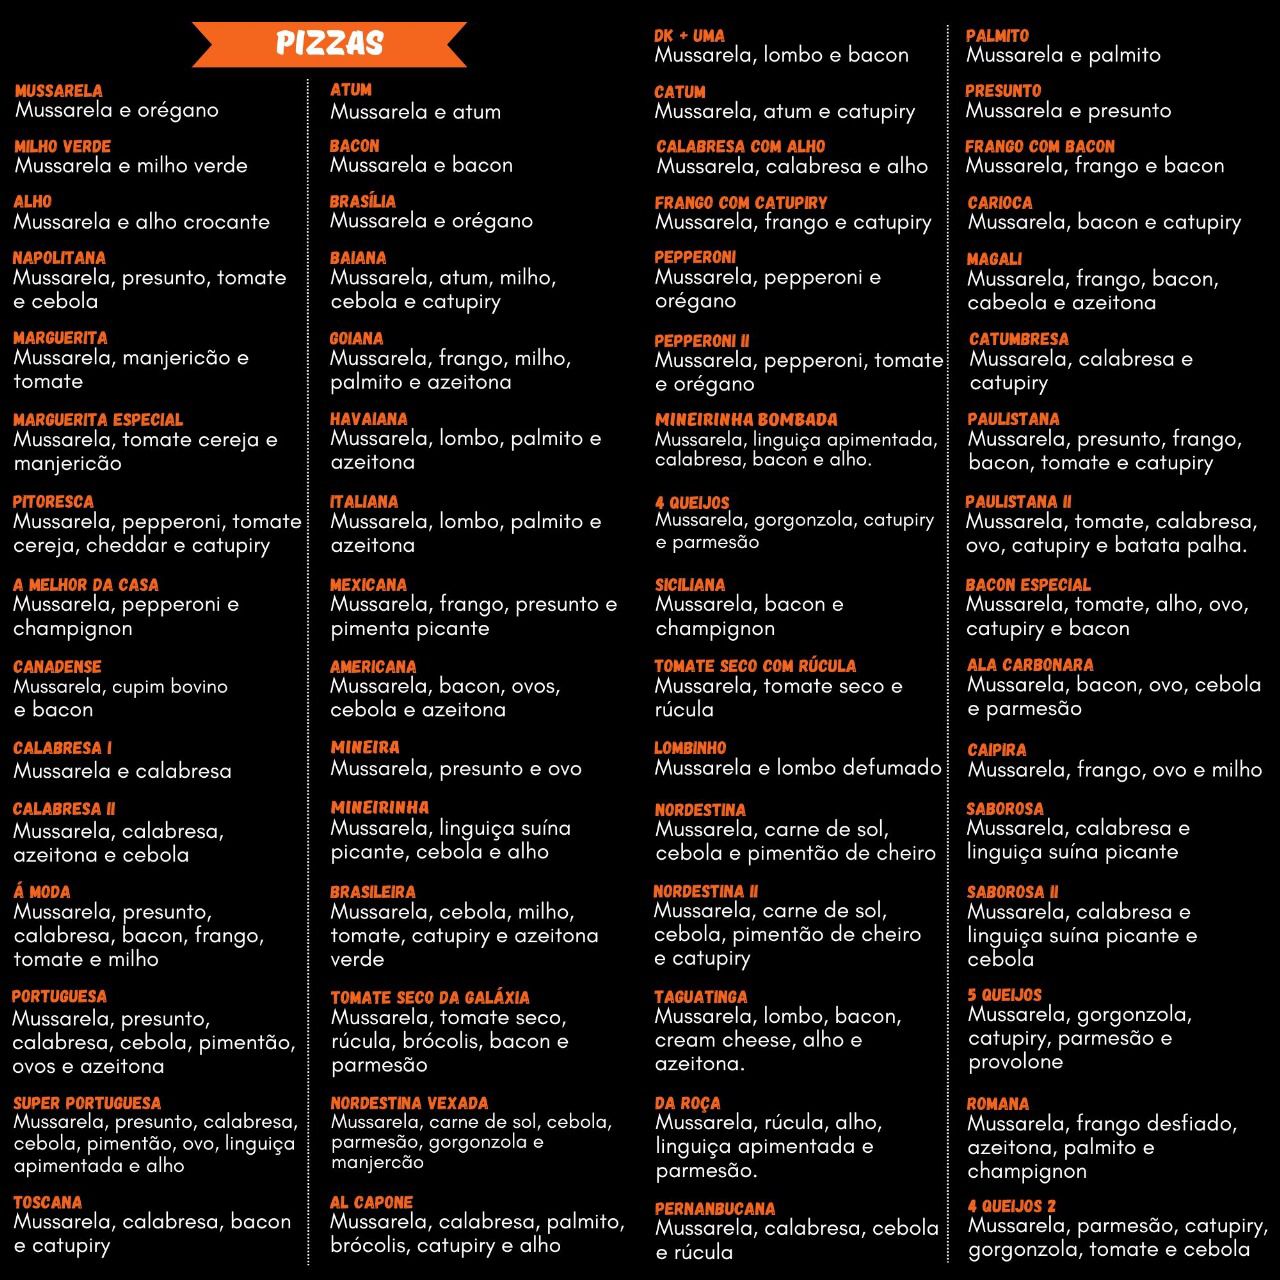 PIZZAS
MUSSARELA
Mussarela e orégano
MILHO VERDE
Mussarela e milho verde
ALHO
Mussarela e alho crocante
NAPOLITANA
Mussarela, presunto, tomate
e cebola
MARGUERITA
Mussarela, manjericão e
tomate
MARGUERITA ESPECIAL
Mussarela, tomate cereja e
manjericão
PITORESCA
Mussarela, pepperoni, tomate
cereja, cheddar e catupiry
A MELHOR DA CASA
Mussarela, pepperoni e
champignon
CANADENSE
Mussarela, cupim bovino
e bacon
CALABRESA I
Mussarela e calabresa
CALABRESA II
Mussarela, calabresa,
azeitona e cebola
Á MODA
Mussarela, presunto,
calabresa, bacon, frango,
tomate e milho
PORTUGUESA
Mussarela, presunto,
calabresa, cebola, pimentão,
ovos e azeitona
SUPER PORTUGUESA
Mussarela, presunto, calabresa,
cebola, pimentão, ovo, linguiça
apimentada e alho
TOSCANA
Mussarela, calabresa, bacon
e catupiry
ATUM
Mussarela e atum
BACON
Mussarela e bacon
BRASÍLIA
Mussarela e orégano
BAIANA
Mussarela, atum, milho,
cebola e catupiry
GOIANA
Mussarela, frango, milho,
palmito e azeitona
HAVAIANA
Mussarela, lombo, palmito e
azeitona
ITALIANA
Mussarela, lombo, palmito e
azeitona
MEXICANA
Mussarela, frango, presunto e
pimenta picante
AMERICANA
Mussarela, bacon, ovos,
cebola e azeitona
MINEIRA
Mussarela, presunto e ovo
MINEIRINHA
Mussarela, linguiça suína
picante, cebola e alho
BRASILEIRA
Mussarela, cebola, milho,
tomate, catupiry e azeitona
verde
TOMATE SECO DA GALÁXIA
Mussarela, tomate seco,
rúcula, brócolis, bacon e
parmesão
NORDESTINA VEXADA
Mussarela, carne de sol, cebola,
parmesão, gorgonzola e
manjercão
AL CAPONE
Mussarela, calabresa, palmito,
brócolis, catupiry e alho
DK + UMA
Mussarela, lombo e bacon
CATUM
Mussarela, atum e catupiry
CALABRESA COM ALHO
Mussarela, calabresa e alho
FRANGO COM CATUPIRY
Mussarela, frango e catupiry
PEPPERONI
Mussarela, pepperoni e
orégano
PEPPERONI II
Mussarela, pepperoni, tomate
e orégano
MINEIRINHA BOMBADA
Mussarela, linguiça apimentada,
calabresa, bacon e alho.
4 QUEIJOS
Mussarela, gorgonzola, catupiry
e parmesão
SICILIANA
Mussarela, bacon e
champignon
TOMATE SECO COM RÚCULA
Mussarela, tomate seco e
rúcula
LOMBINHO
Mussarela e lombo defumado
NORDESTINA
Mussarela, carne de sol,
cebola e pimentão de cheiro
NORDESTINA II
Mussarela, carne de sol,
cebola, pimentão de cheiro
e catupiry
TAGUATINGA
Mussarela, lombo, bacon,
cream cheese, alho e
azeitona.
DA ROÇA
Mussarela, rúcula, alho,
linguiça apimentada e
parmesão.
PERNANBUCANA
Mussarela, calabresa, cebola
e rúcula
PALMITO
Mussarela e palmito
PRESUNTO
Mussarela e presunto
FRANGO COM BACON
Mussarela, frango e bacon
CARIOCA
Mussarela, bacon e catupiry
MAGALI
Mussarela, frango, bacon,
cabeola e azeitona
CATUMBRESA
Mussarela, calabresa e
catupiry
PAULISTANA
Mussarela, presunto, frango,
bacon, tomate e catupiry
PAULISTANA II
Mussarela, tomate, calabresa,
ovo, catupiry e batata palha.
BACON ESPECIAL
Mussarela, tomate, alho, ovo,
catupiry e bacon
ALA CARBONARA
Mussarela, bacon, ovo, cebola
e parmesão
CAIPIRA
Mussarela, frango, ovo e milho
SABOROSA
Mussarela, calabresa e
linguiça suína picante
SABOROSA II
Mussarela, calabresa e
linguiça suína picante e
cebola
5 QUEIJOS
Mussarela, gorgonzola,
catupiry, parmesão e
provolone
ROMANA
Mussarela, frango desfiado,
azeitona, palmito e
champignon
4 QUEIJOS 2
Mussarela, parmesão, catupiry,
gorgonzola, tomate e cebola